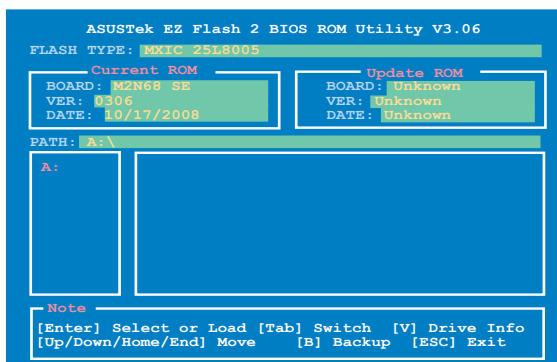 ASUSTek EZ Flash 2 BIOS ROM Utility V3.06
FLASH TYPE: MXIC 25L8005
Current ROM
BOARD: M2N68 SE
VER: 0306
DATE: 10/17/2008
Update ROM
BOARD: Unknown
VER: Unknown
DATE: Unknown
PATH: A:\
A:
Note
[Enter] Select or Load [Tab] Switch [V] Drive Info
[Up/Down/Home/End] Move [B] Backup [ESC] Exit